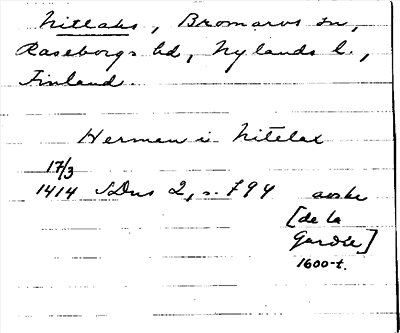 Nitlaks, Bromarvs sn,
Raseborgs hd, Nylands l.,
Finland.
Herman i Nitelax
17/3
1414 SDns 2, s. 794 avskr
[de la
Gardie]
1600-t.